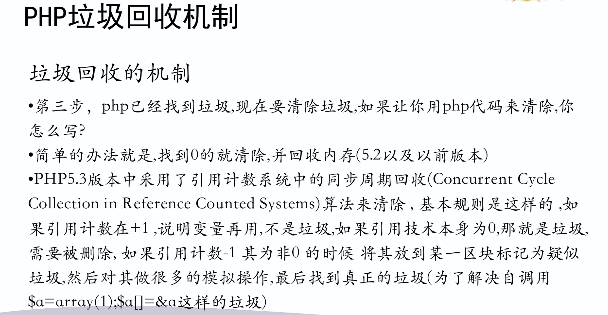 PHP垃圾回收机制
垃圾回收的机制
•第三步，php已经找到垃圾,现在要清除垃圾,如果让你用php代码来清除,你
怎么写?
•简单的办法就是,找到0的就清除,并回收内存(5.2以及以前版本)
•PHP5.3版本中采用了引用计数系统中的同步周期回收(Concurrent Cycle
Collection in Reference Counted Systems)算法来清除 , 基本规则是这样的 ,如
果引用计数在+1 ,说明变量再用,不是垃圾,如果引用技术本身为0,那就是垃圾,
需要被删除, 如果引用计数-1 其为非0 的时候 将其放到某一区块标记为疑似
垃圾,然后对其做很多的模拟操作,最后找到真正的垃圾(为了解决自调用
$a=array(1);$a[]=&a这样的垃圾)